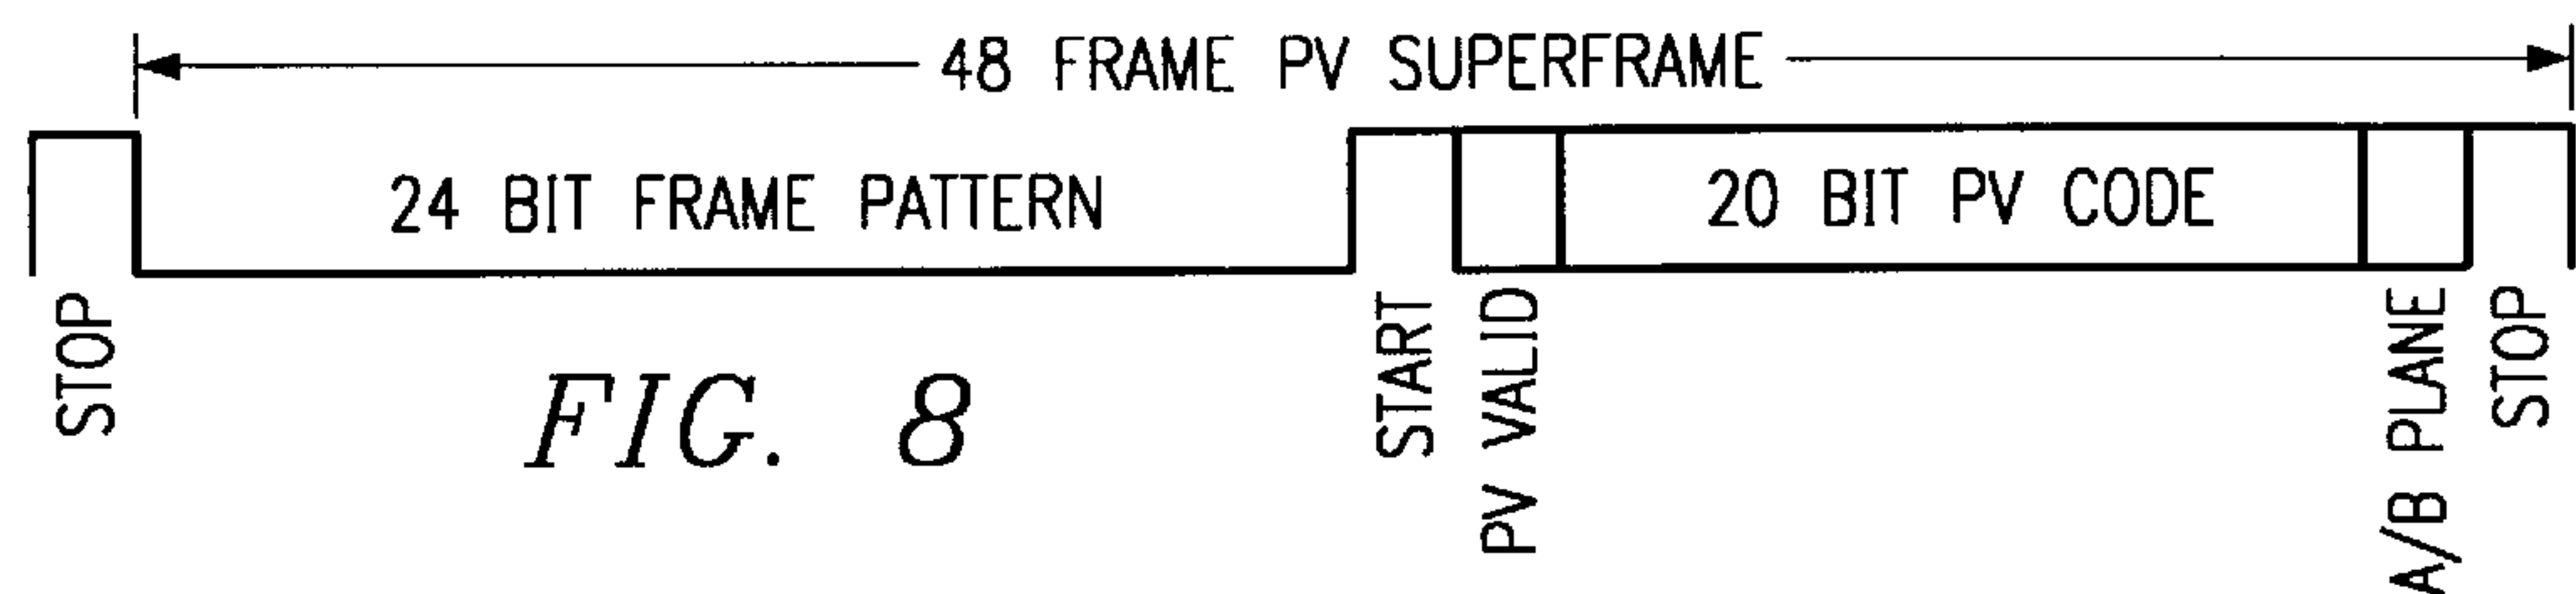 48 FRAME PV SUPERFRAME
24 BIT FRAME PATTERN
20 BIT PV CODE
STOP
START
PV VALID
A/B PLANE
STOP
FIG. 8